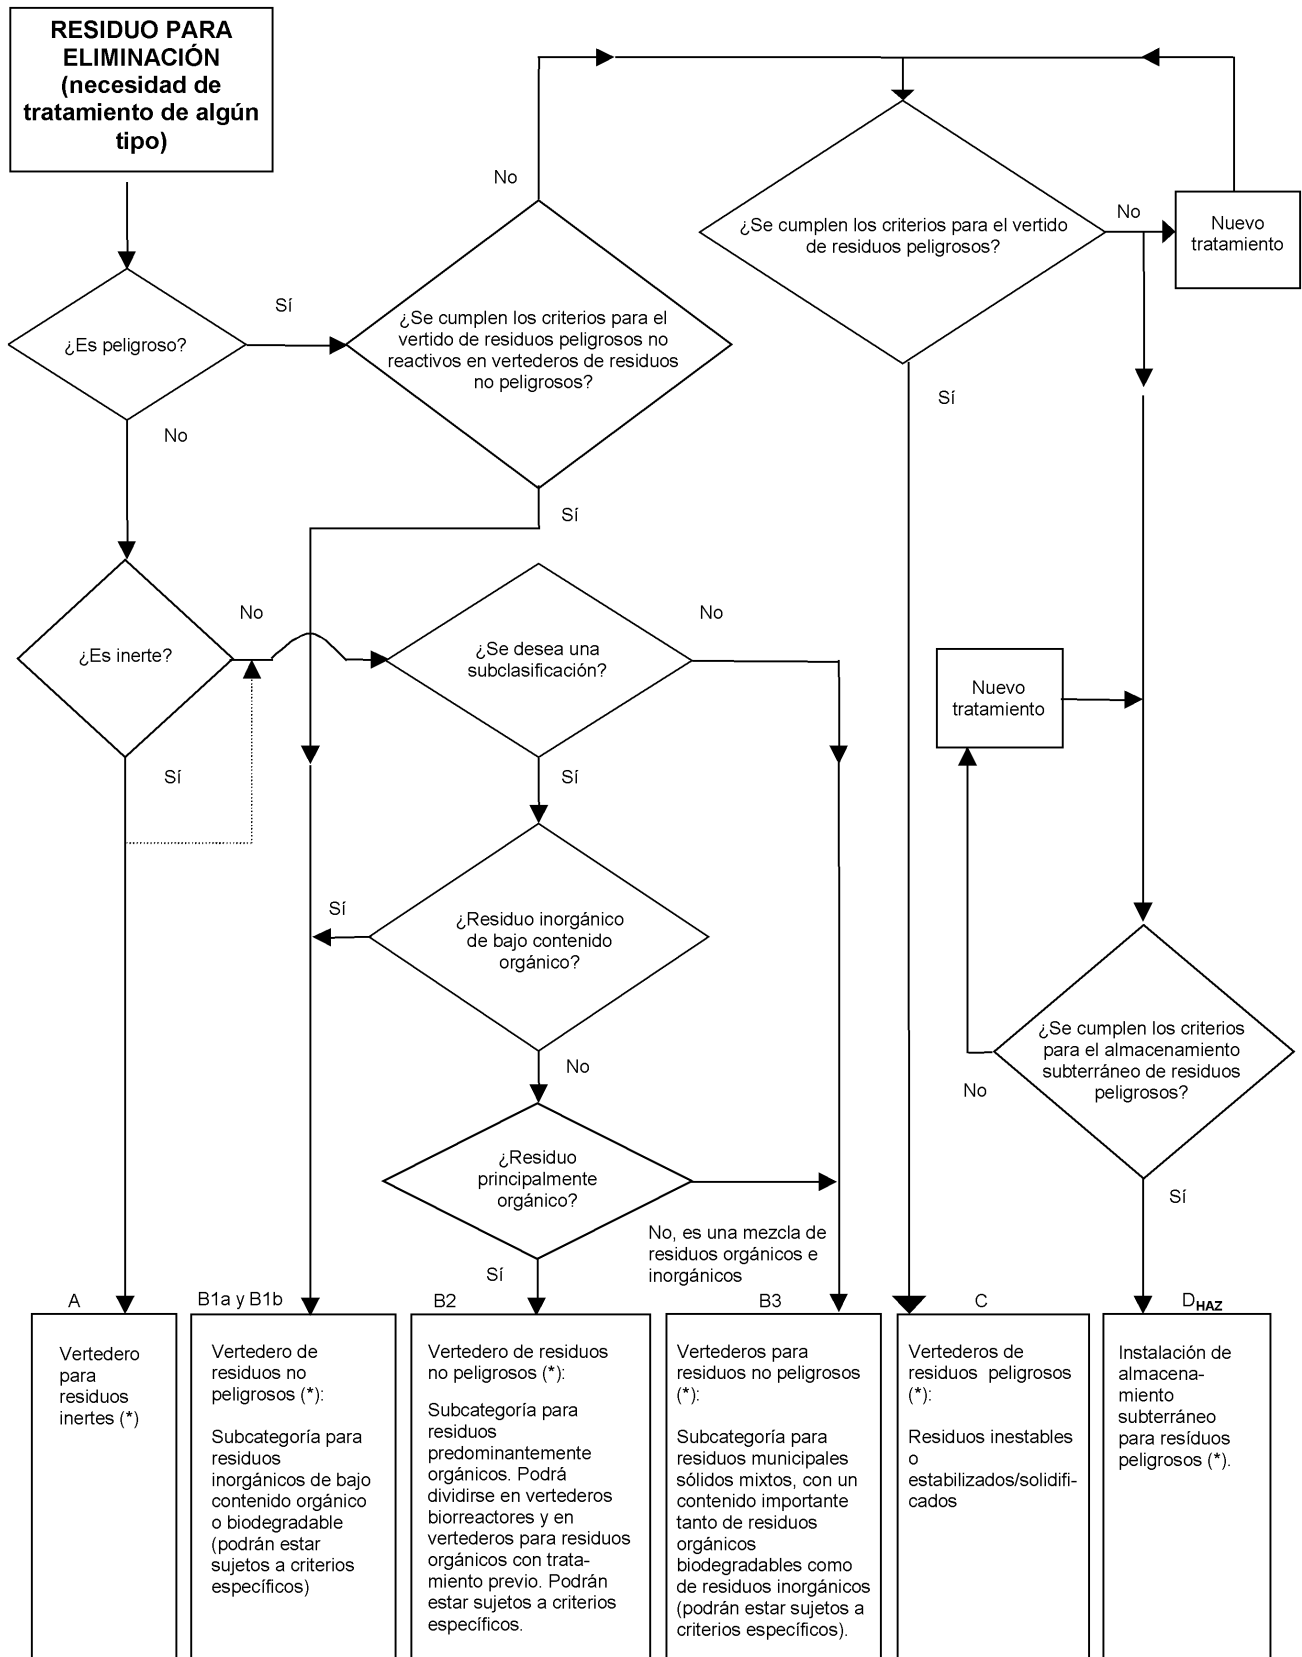 RESIDUO PARA
ELIMINACIÓN
(necesidad de
tratamiento de algún
tipo)
No
¿Se cumplen los criterios para el vertido
de residuos peligrosos?
No
Nuevo
tratamiento
¿Es peligroso?
Sí
¿Se cumplen los criterios para el
vertido de residuos peligrosos no
reactivos en vertederos de residuos
no peligrosos?
Sí
No
Sí
¿Es inerte?
No
¿Se desea una
subclasificación?
No
Nuevo
tratamiento
Sí
Sí
Sí
¿Residuo inorgánico
de bajo contenido
orgánico?
No
¿Se cumplen los criterios
para el almacenamiento
subterráneo de residuos
peligrosos?
No
Sí
¿Residuo
principalmente
orgánico?
No, es una mezcla de
residuos orgánicos e
inorgánicos
Sí
A
Vertedero
para
residuos
inertes (*)
B1a y B1b
Vertedero de
residuos no
peligrosos (*):
Subcategoría para
residuos
inorgánicos de bajo
contenido orgánico
o biodegradable
(podrán estar
sujetos a criterios
específicos)
B2
Vertedero de residuos
no peligrosos (*):
Subcategoría para
residuos
predominantemente
orgánicos. Podrá
dividirse en vertederos
biorreactores y en
vertederos para residuos
orgánicos con trata-
miento previo. Podrán
estar sujetos a criterios
específicos.
B3
Vertederos para
residuos no peligrosos
(*):
Subcategoría para
residuos municipales
sólidos mixtos, con un
contenido importante
tanto de residuos
orgánicos
biodegradables como
de residuos inorgánicos
(podrán estar sujetos a
criterios específicos).
C
Vertederos de
residuos peligrosos
(*):
Residuos inestables
o
estabilizados/solidifi-
cados
DHAZ
Instalación de
almacena-
miento
subterráneo
para resíduos
peligrosos (*).